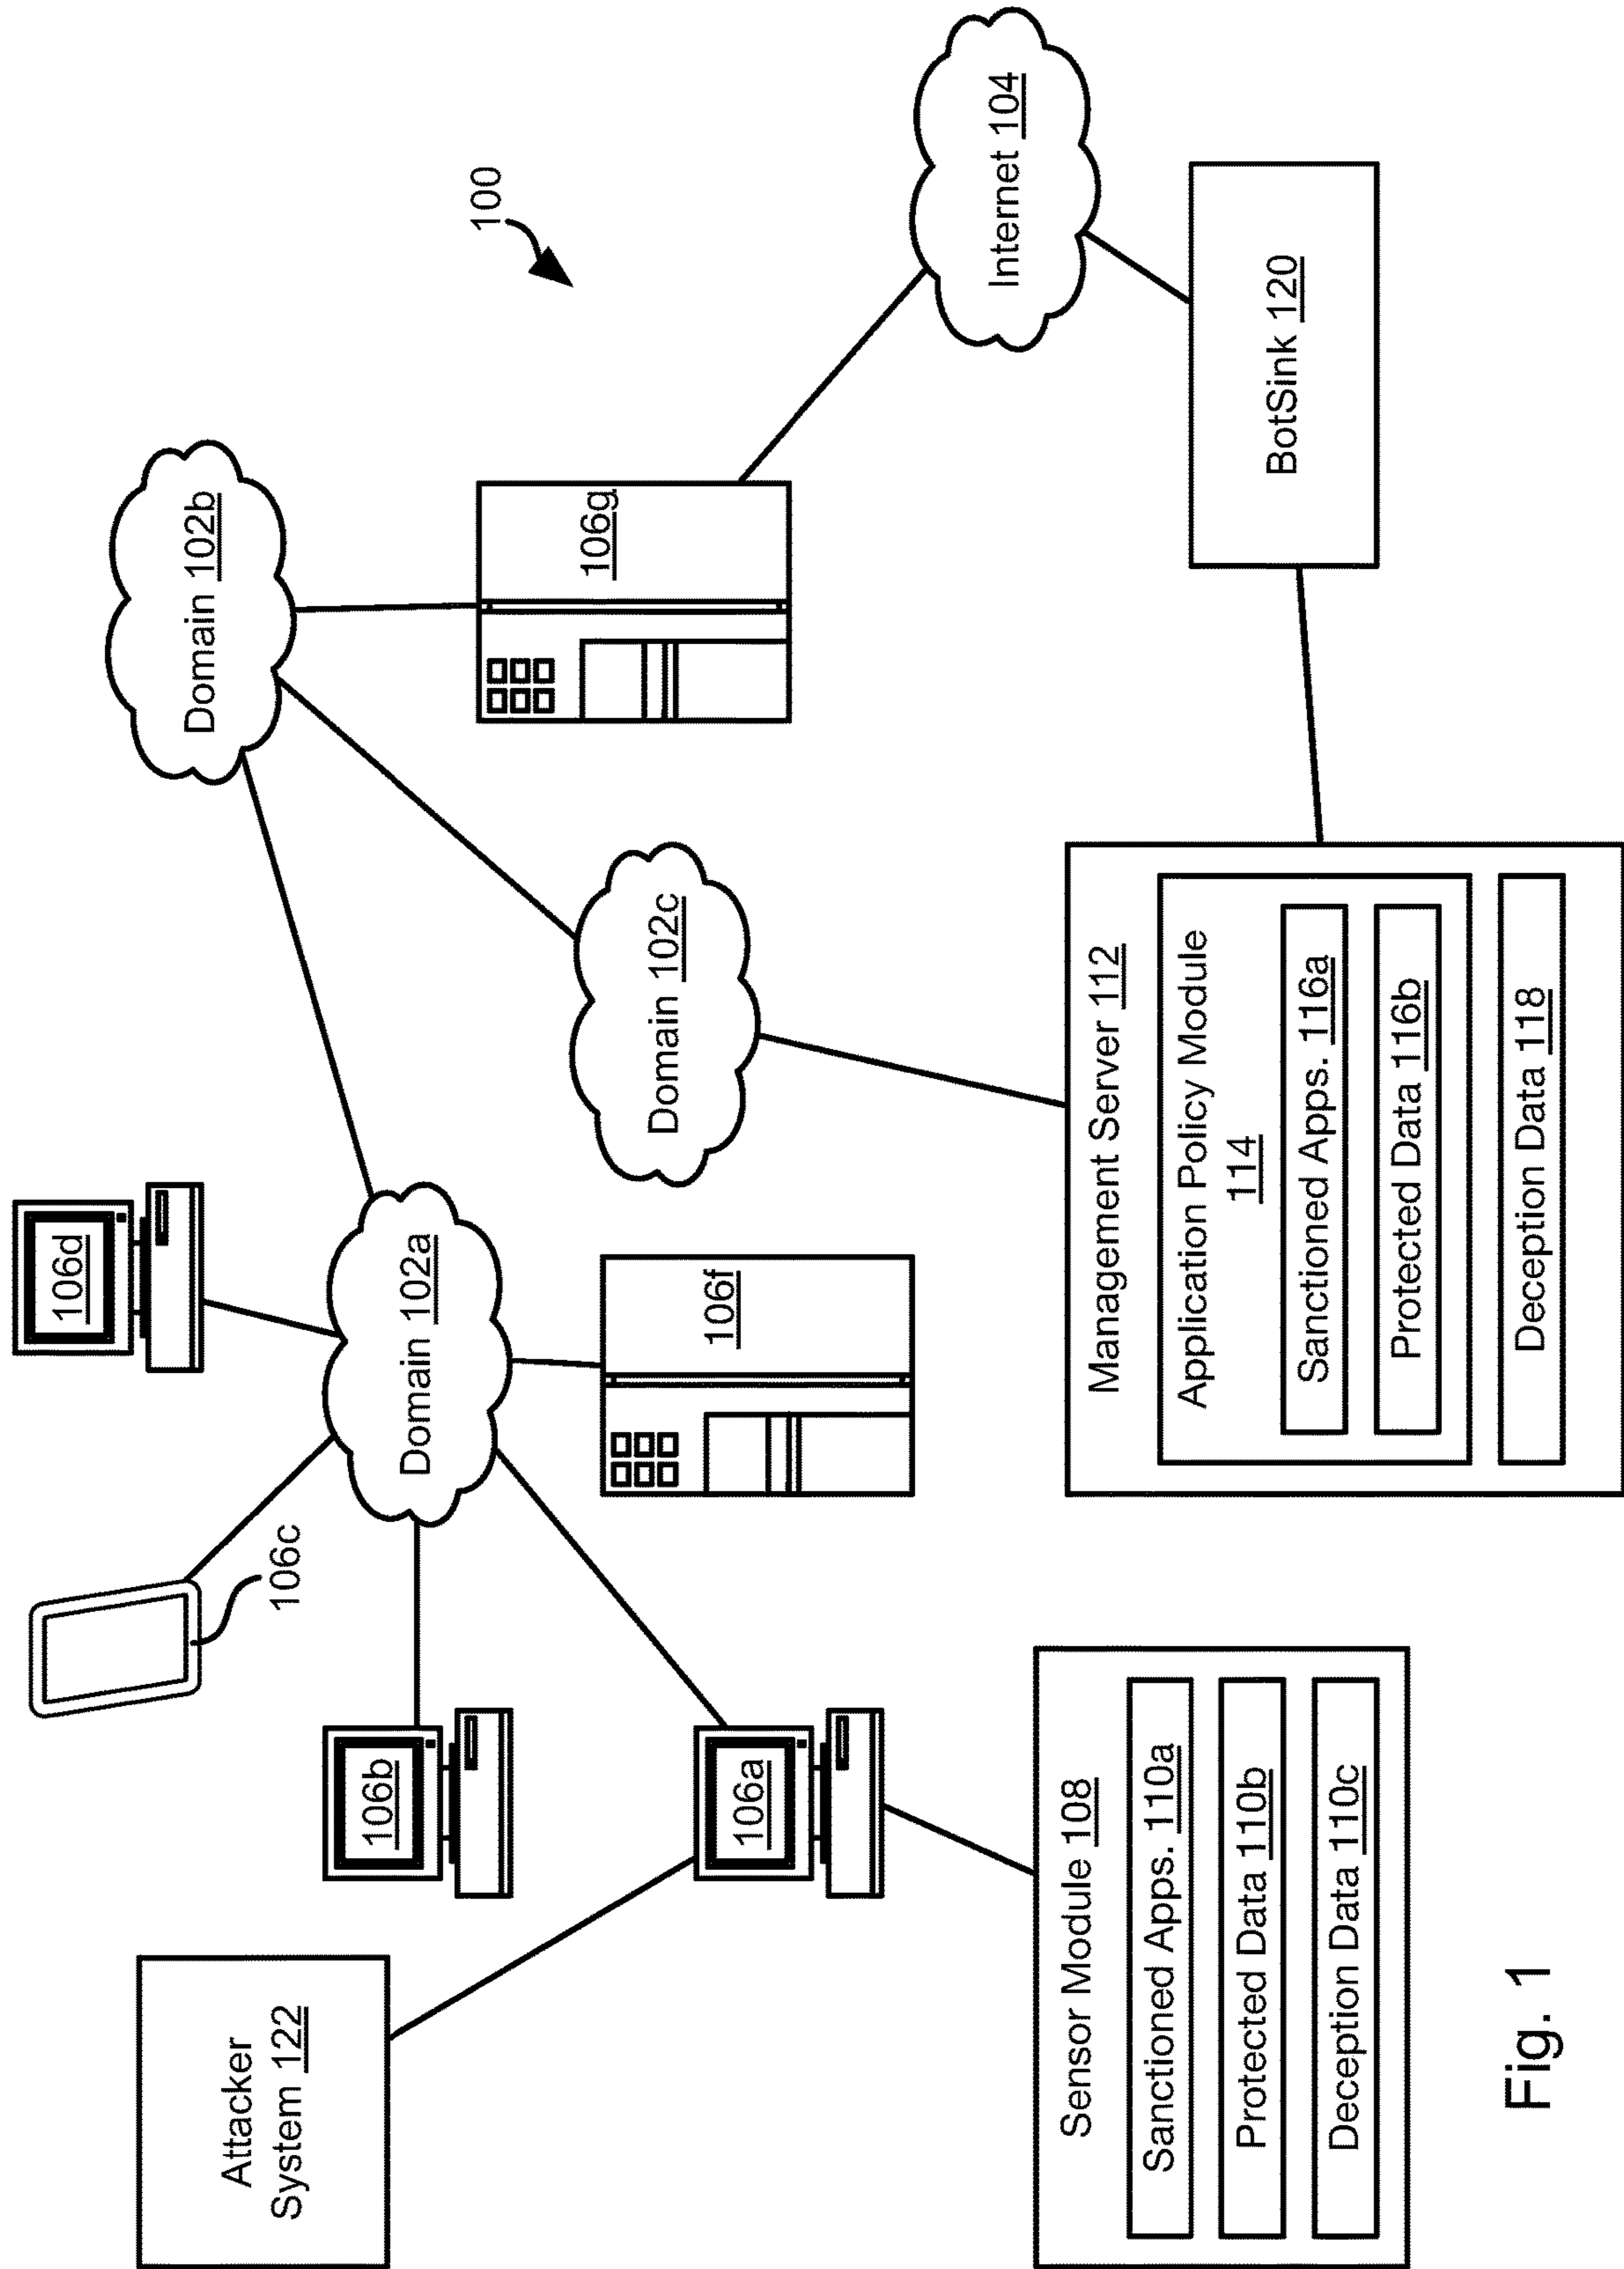 100
Attacker
System 122
106b
106c
106d
Domain 102a
Domain 102b
106a
106f
Domain 102c
106g
Internet 104
Sensor Module 108
Sanctioned Apps. 110a
Protected Data 110b
Deception Data 110c
Management Server 112
Application Policy Module
114
Sanctioned Apps. 116a
Protected Data 116b
Deception Data 118
BotSink 120
Fig. 1